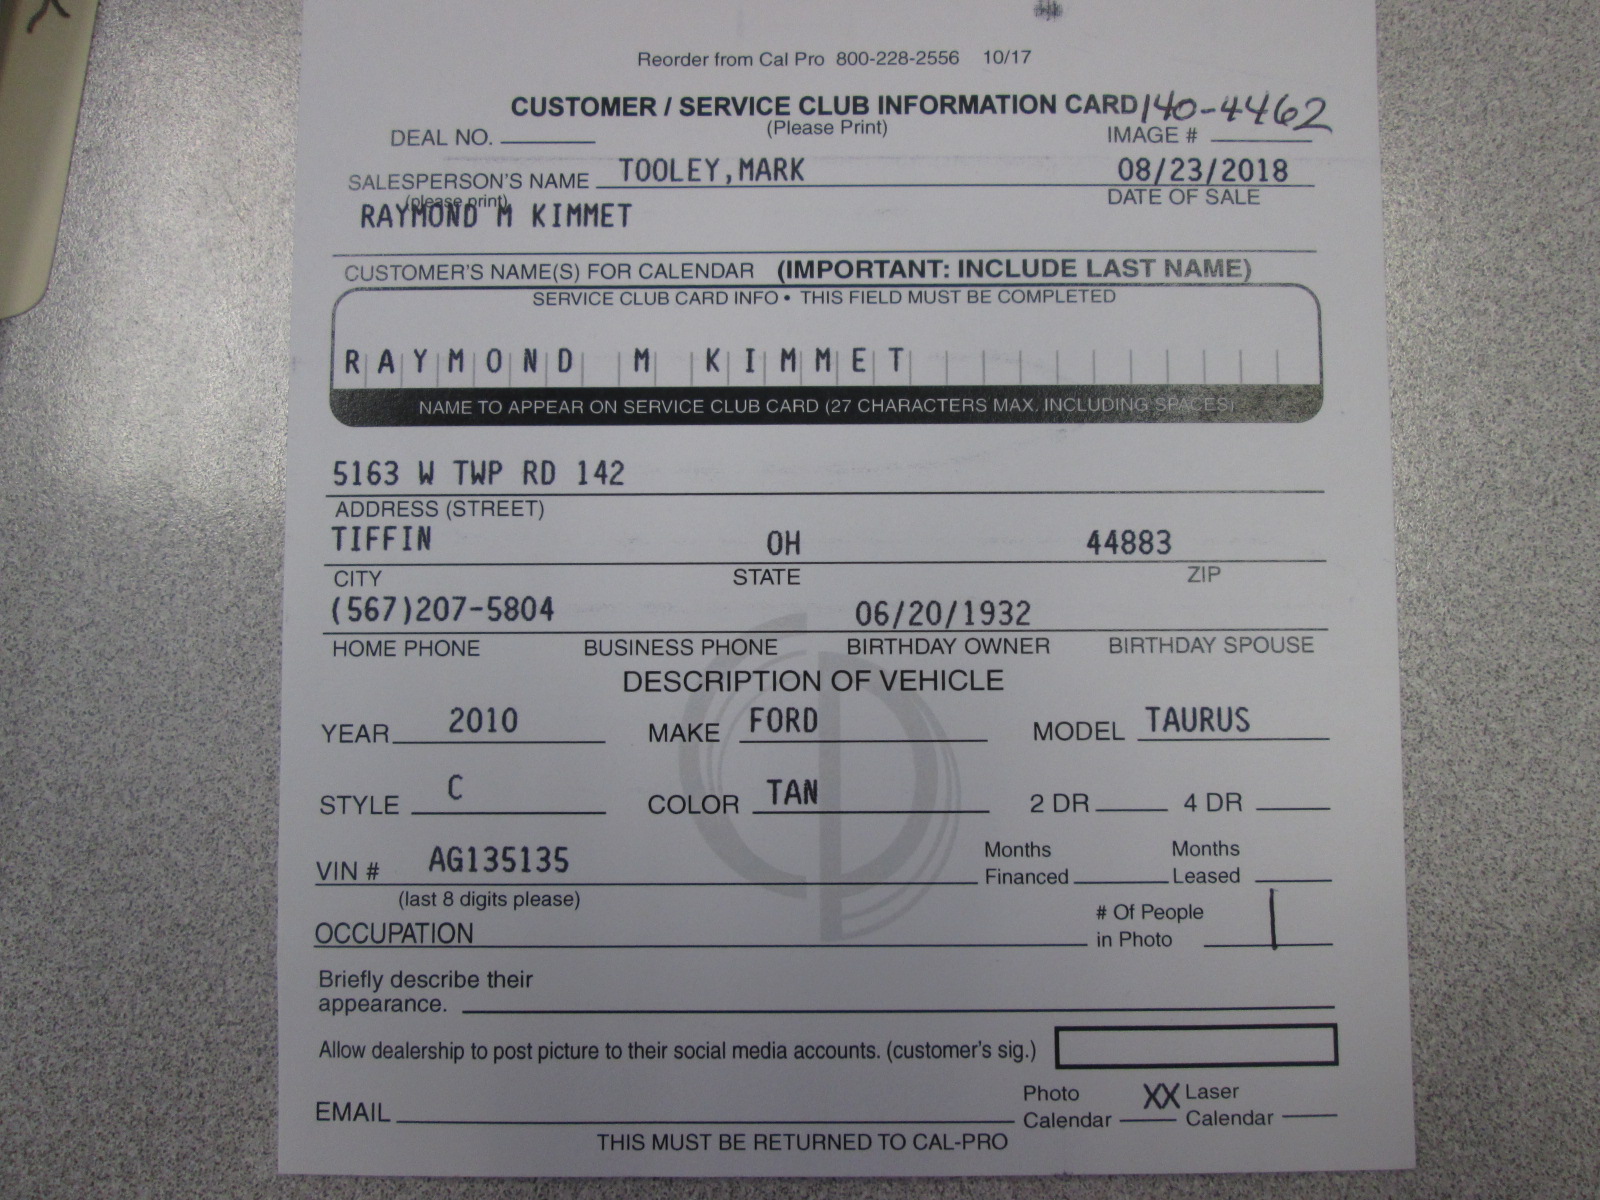 Reorder from Cal Pro 800-228-2556 10/17
CUSTOMER / SERVICE CLUB INFORMATION CARD 140-4462
(Please Print)
DEAL NO. IMAGE #
SALESPERSON'S NAME TOOLEY,MARK 08/23/2018
(please print) DATE OF SALE
RAYMOND M KIMMET
CUSTOMER'S NAME(S) FOR CALENDAR (IMPORTANT: INCLUDE LAST NAME)
SERVICE CLUB CARD INFO • THIS FIELD MUST BE COMPLETED
RAYMOND M KIMMET
NAME TO APPEAR ON SERVICE CLUB CARD (27 CHARACTERS MAX. INCLUDING SPACES)
5163 W TWP RD 142
ADDRESS (STREET)
TIFFIN OH 44883
CITY STATE ZIP
(567)207-5804 06/20/1932
HOME PHONE BUSINESS PHONE BIRTHDAY OWNER BIRTHDAY SPOUSE
DESCRIPTION OF VEHICLE
YEAR 2010 MAKE FORD MODEL TAURUS
STYLE C COLOR TAN 2 DR 4 DR
VIN # AG135135 Months Financed Months Leased
(last 8 digits please)
OCCUPATION # Of People in Photo |
Briefly describe their
appearance.
Allow dealership to post picture to their social media accounts. (customer's sig.)
EMAIL Photo Calendar XX Laser Calendar
THIS MUST BE RETURNED TO CAL-PRO